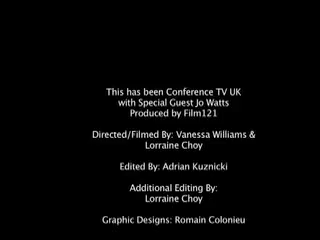 This has been Conference TV UK
with Special Guest Jo Watts
Produced by Film121
Directed/Filmed By: Vanessa Williams &
Lorraine Choy
Edited By: Adrian Kuznicki
Additional Editing By:
Lorraine Choy
Graphic Designs: Romain Colonieu